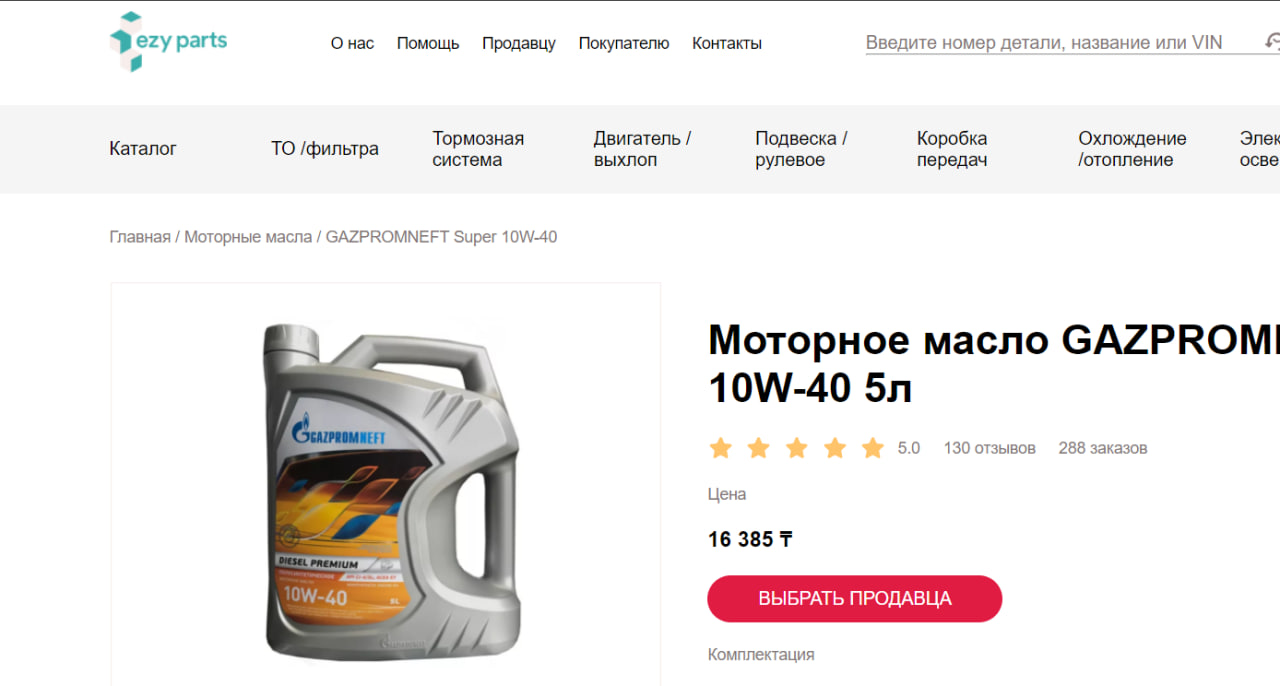 ezy parts
О нас
Помощь
Продавцу
Покупателю
Контакты
Введите номер детали, название или VIN
Каталог
ТО /фильтра
Тормозная
система
Двигатель /
выхлоп
Подвеска /
рулевое
Коробка
передач
Охлождение
/отопление
Элек
осве
Главная / Моторные масла / GAZPROMNEFT Super 10W-40
GAZPROMNEFT
DIESEL PREMIUM
10W-40
5L
Моторное масло GAZPROM
10W-40 5л
5.0
130 отзывов
288 заказов
Цена
16 385 ₸
ВЫБРАТЬ ПРОДАВЦА
Комплектация